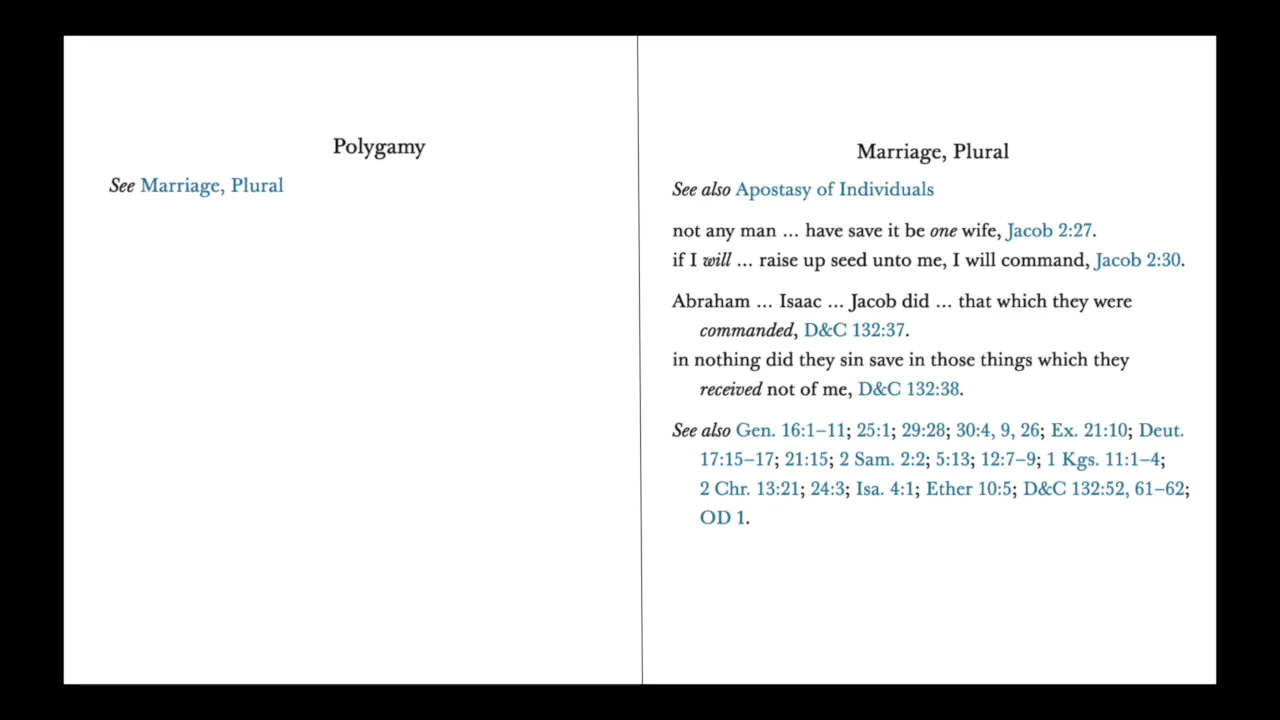 Polygamy
See Marriage, Plural
Marriage, Plural
See also Apostasy of Individuals
not any man … have save it be one wife, Jacob 2:27.
if I will … raise up seed unto me, I will command, Jacob 2:30.
Abraham … Isaac … Jacob did … that which they were
commanded, D&C 132:37.
in nothing did they sin save in those things which they
received not of me, D&C 132:38.
See also Gen. 16:1–11; 25:1; 29:28; 30:4, 9, 26; Ex. 21:10; Deut.
17:15–17; 21:15; 2 Sam. 2:2; 5:13; 12:7–9; 1 Kgs. 11:1–4;
2 Chr. 13:21; 24:3; Isa. 4:1; Ether 10:5; D&C 132:52, 61–62;
OD 1.